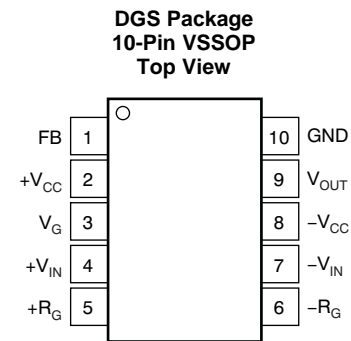 DGS Package
10-Pin VSSOP
Top View
FB 1 10 GND
+VCC 2 9 VOUT
VG 3 8 −VCC
+VIN 4 7 −VIN
+RG 5 6 −RG